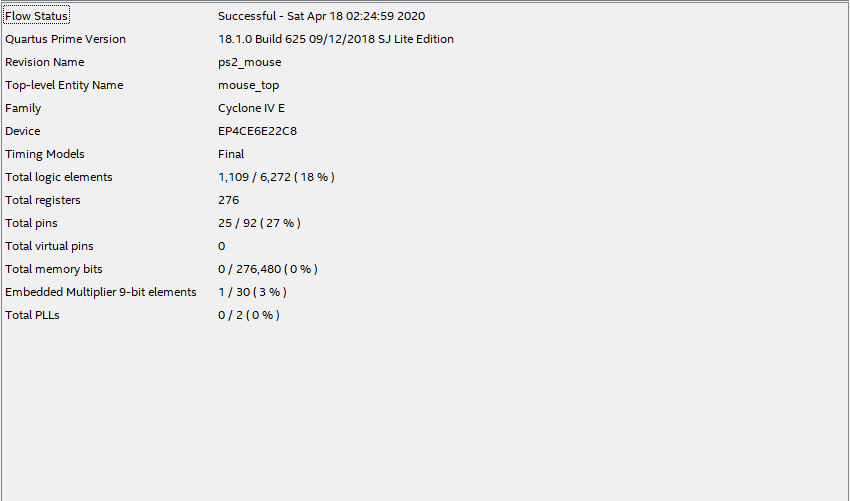 Flow Status Successful - Sat Apr 18 02:24:59 2020
Quartus Prime Version 18.1.0 Build 625 09/12/2018 SJ Lite Edition
Revision Name ps2_mouse
Top-level Entity Name mouse_top
Family Cyclone IV E
Device EP4CE6E22C8
Timing Models Final
Total logic elements 1,109 / 6,272 ( 18 % )
Total registers 276
Total pins 25 / 92 ( 27 % )
Total virtual pins 0
Total memory bits 0 / 276,480 ( 0 % )
Embedded Multiplier 9-bit elements 1 / 30 ( 3 % )
Total PLLs 0 / 2 ( 0 % )